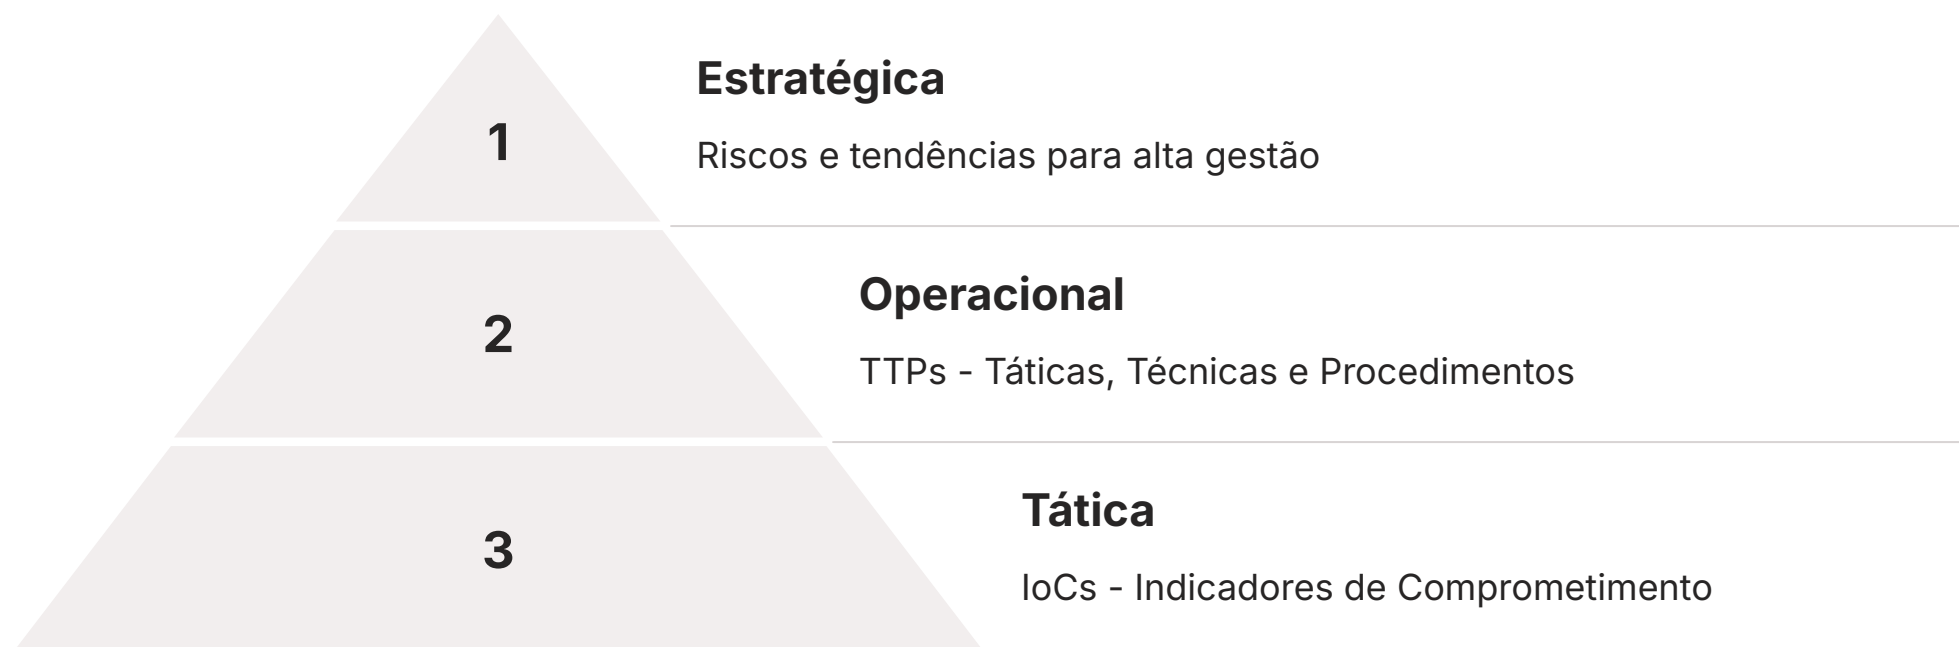 1
Estratégica
Riscos e tendências para alta gestão
2
Operacional
TTPs - Táticas, Técnicas e Procedimentos
3
Tática
IoCs - Indicadores de Comprometimento